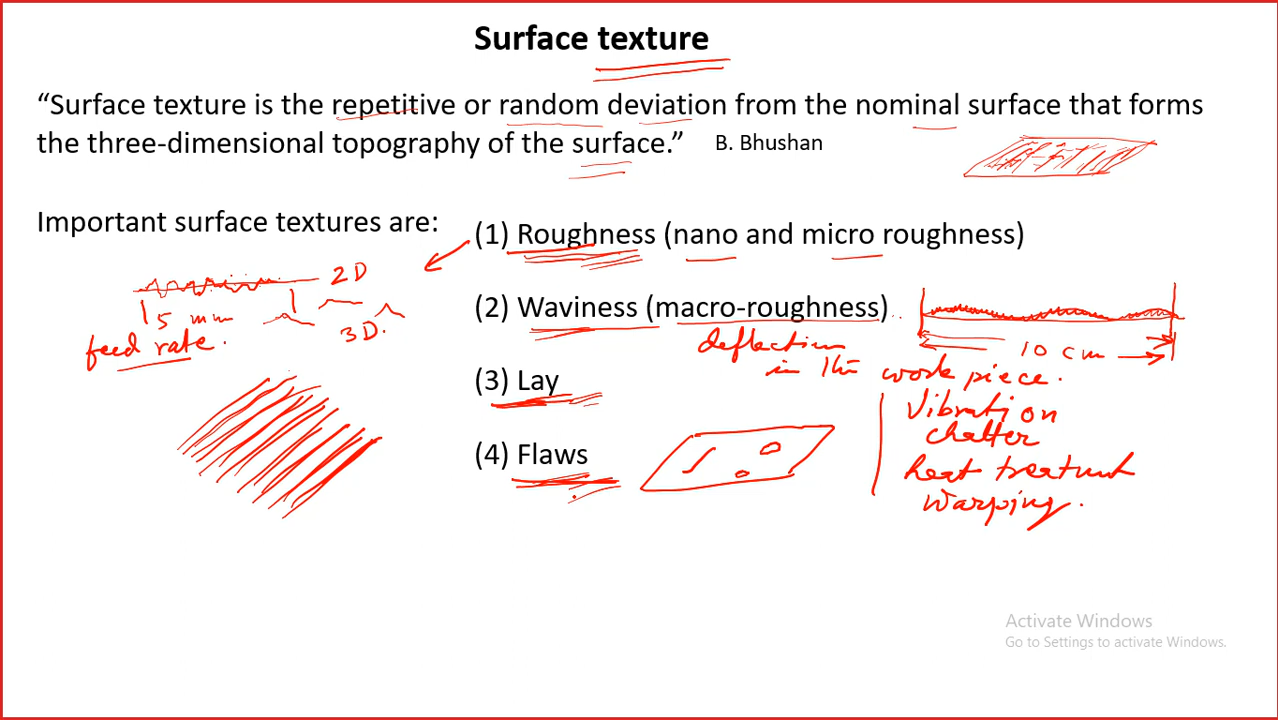 Surface texture
“Surface texture is the repetitive or random deviation from the nominal surface that forms
the three-dimensional topography of the surface.” B. Bhushan
Important surface textures are:
(1) Roughness (nano and micro roughness)
2D
5 mm
3D.
feed rate.
(2) Waviness (macro-roughness)
10 cm
deflection
in the work piece.
(3) Lay
Vibration
chatter
(4) Flaws
heat treatment
warping.
Activate Windows
Go to Settings to activate Windows.